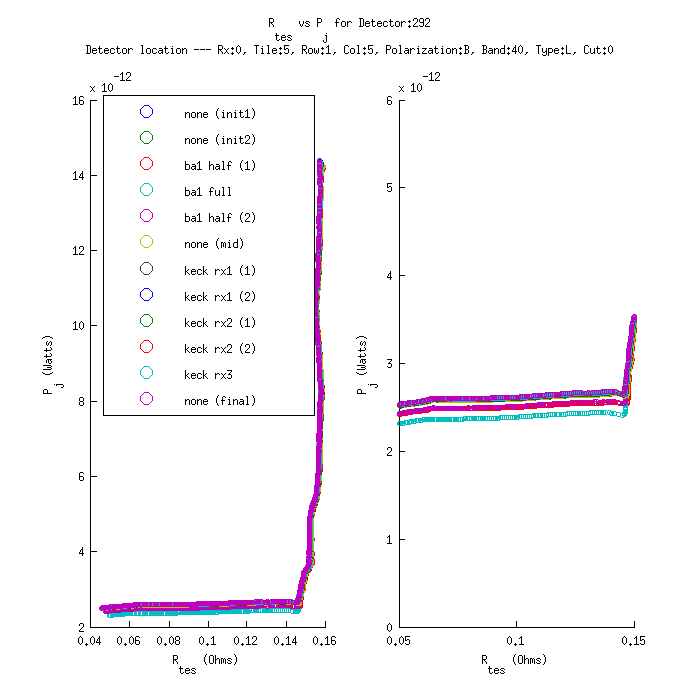 R    vs P  for Detector:292
tes    j
Detector location --- Rx:0, Tile:5, Row:1, Col:5, Polarization:B, Band:40, Type:L, Cut:0
x 10-12
16
14
12
10
8
6
4
2
0.04 0.06 0.08 0.1 0.12 0.14 0.16
R    (Ohms)
tes
P  (Watts)
j
none (init1)
none (init2)
ba1 half (1)
ba1 full
ba1 half (2)
none (mid)
keck rx1 (1)
keck rx1 (2)
keck rx2 (1)
keck rx2 (2)
keck rx3
none (final)
x 10-12
6
5
4
3
2
1
0
0.05 0.1 0.15
R    (Ohms)
tes
P  (Watts)
j